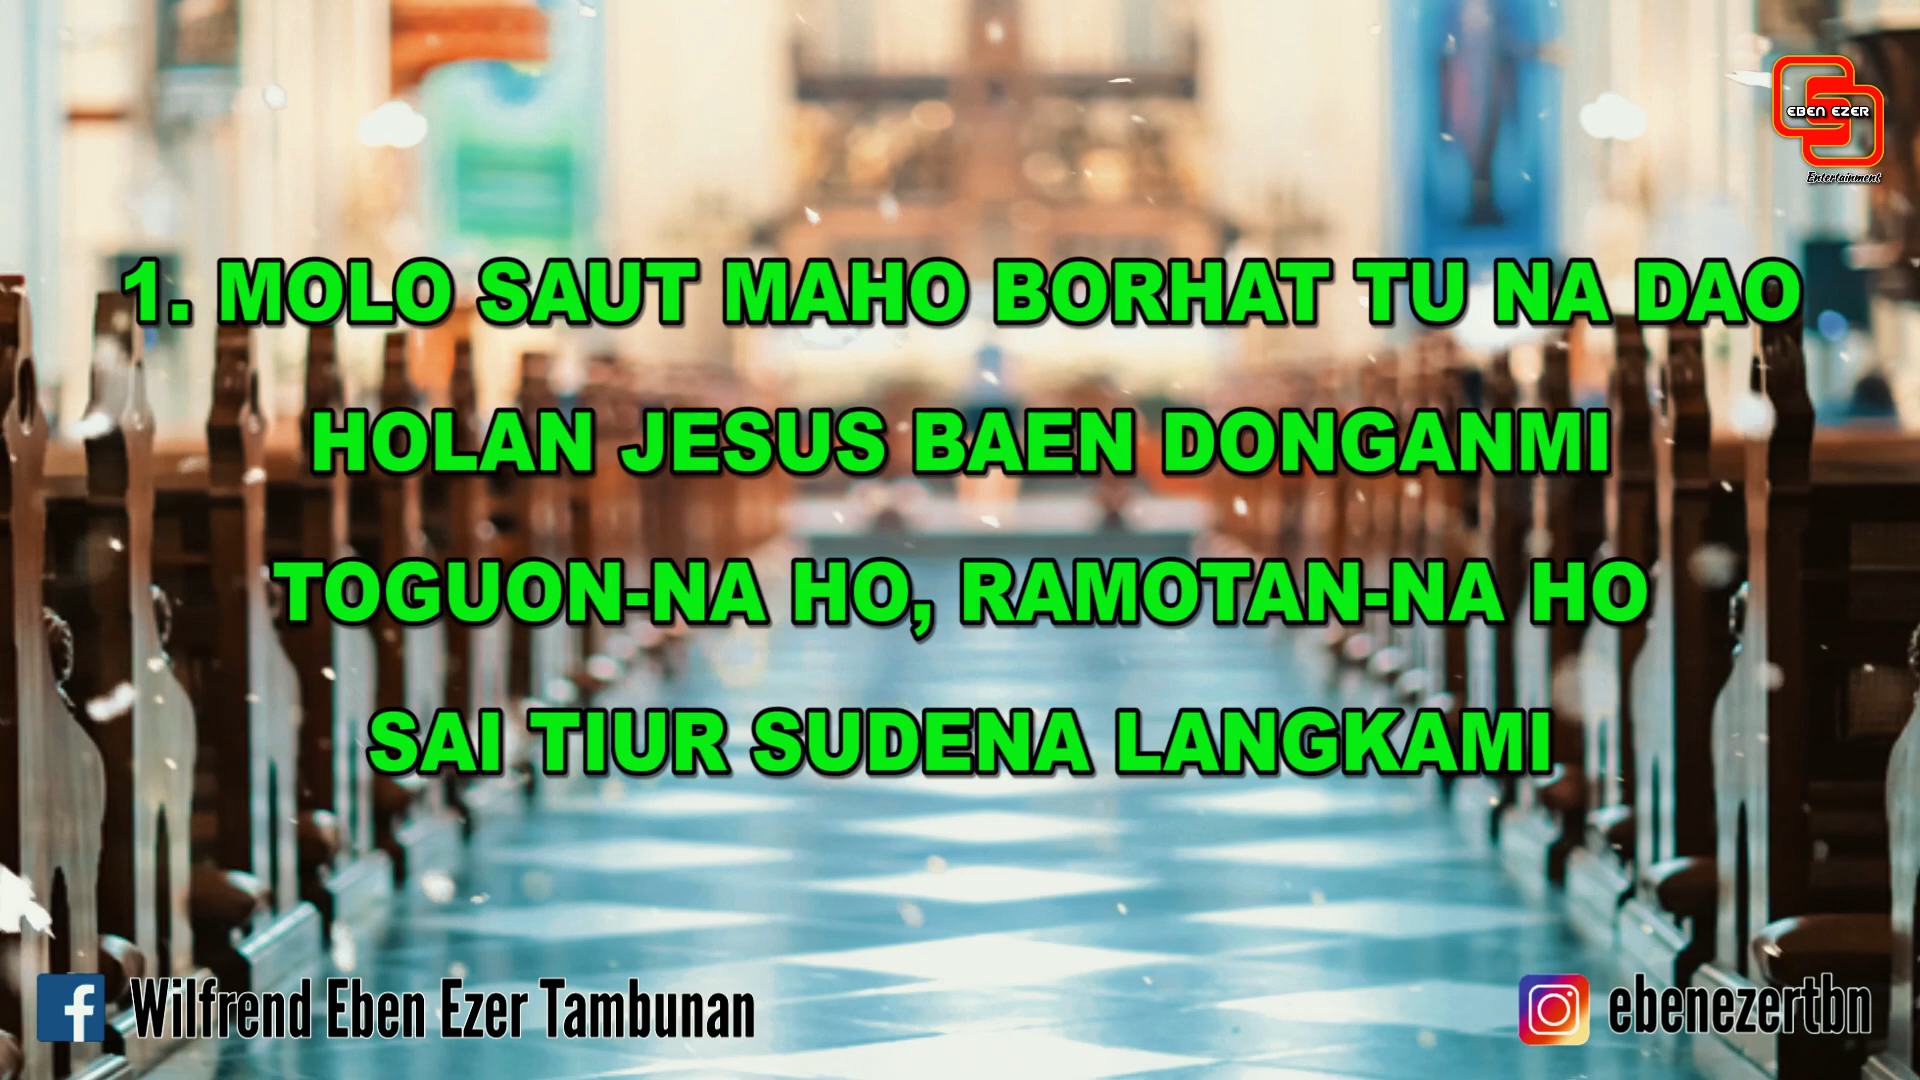 EBEN EZER
Entertainment
1. MOLO SAUT MAHO BORHAT TU NA DAO
HOLAN JESUS BAEN DONGANMI
TOGUON-NA HO, RAMOTAN-NA HO
SAI TIUR SUDENA LANGKAMI
f Wilfrend Eben Ezer Tambunan
ebenezertbn